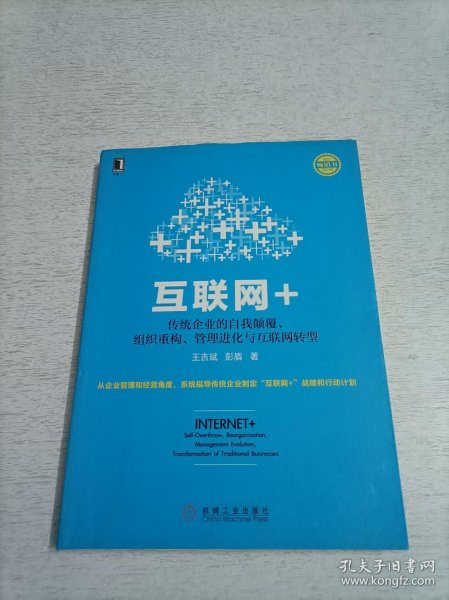 畅销书
互联网+
传统企业的自我颠覆、
组织重构、管理进化与互联网转型
王吉斌 彭盾 著
从企业管理和经营角度，系统指导传统企业制定“互联网+”战略和行动计划
INTERNET+
Self-Overthrow, Reorganization,
Management Evolution,
Transformation of Traditional Businesses
机械工业出版社
China Machine Press
孔夫子旧书网
www.kongfz.com